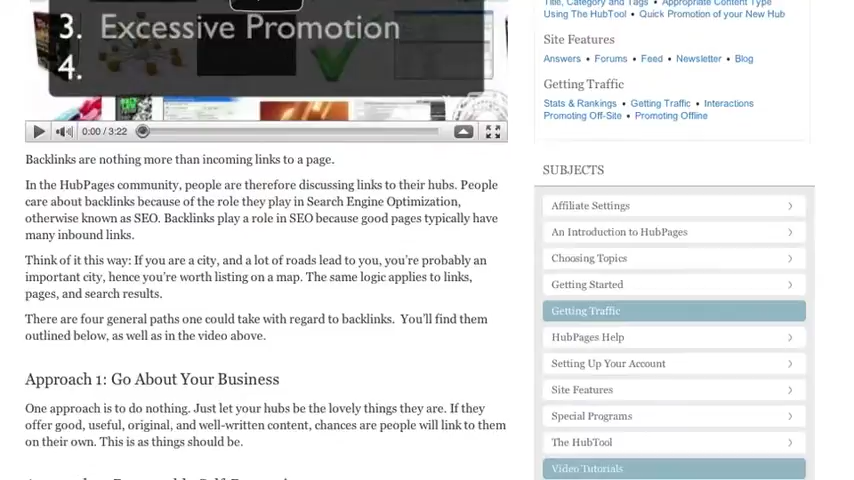 3. Excessive Promotion
4.
0:00 / 3:22
Backlinks are nothing more than incoming links to a page.
In the HubPages community, people are therefore discussing links to their hubs. People
care about backlinks because of the role they play in Search Engine Optimization,
otherwise known as SEO. Backlinks play a role in SEO because good pages typically have
many inbound links.
Think of it this way: If you are a city, and a lot of roads lead to you, you're probably an
important city, hence you're worth listing on a map. The same logic applies to links,
pages, and search results.
There are four general paths one could take with regard to backlinks. You'll find them
outlined below, as well as in the video above.
Approach 1: Go About Your Business
One approach is to do nothing. Just let your hubs be the lovely things they are. If they
offer good, useful, original, and well-written content, chances are people will link to them
on their own. This is as things should be.
Title, Category and Tags • Appropriate Content Type
Using The HubTool • Quick Promotion of your New Hub
Site Features
Answers • Forums • Feed • Newsletter • Blog
Getting Traffic
Stats & Rankings • Getting Traffic • Interactions
Promoting Off-Site • Promoting Offline
SUBJECTS
Affiliate Settings
An Introduction to HubPages
Choosing Topics
Getting Started
Getting Traffic
HubPages Help
Setting Up Your Account
Site Features
Special Programs
The HubTool
Video Tutorials